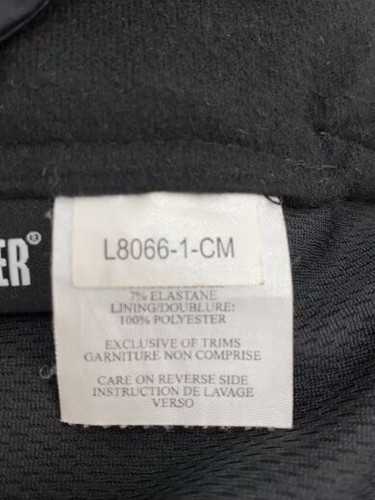 L8066-1-CM
ER®
7% ELASTANE
LINING/DOUBLURE:
100% POLYESTER
EXCLUSIVE OF TRIMS
GARNITURE NON COMPRISE
CARE ON REVERSE SIDE
INSTRUCTION DE LAVAGE
VERSO